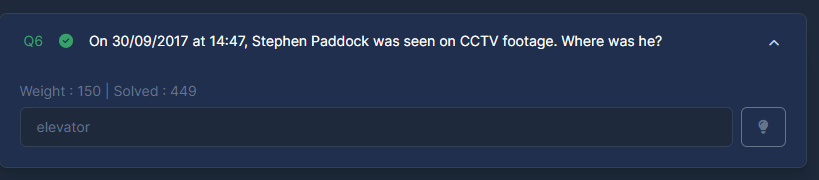 Q6 On 30/09/2017 at 14:47, Stephen Paddock was seen on CCTV footage. Where was he?
Weight : 150 | Solved : 449
elevator